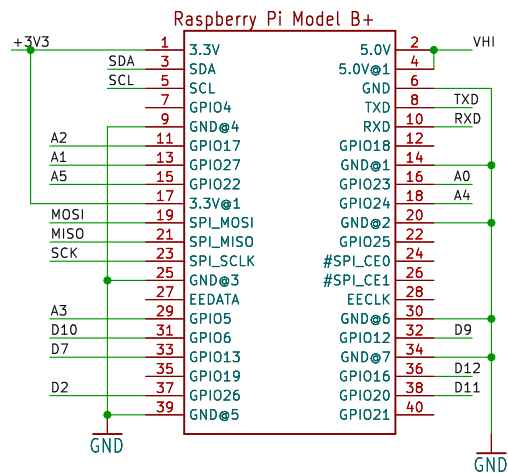 Raspberry Pi Model B+
+3V3 1 3.3V 5.0V 2 VHI
SDA 3 SDA 5.0V@1 4
SCL 5 SCL GND 6
7 GPIO4 TXD 8 TXD
9 GND@4 RXD 10 RXD
A2 11 GPIO17 GPIO18 12
A1 13 GPIO27 GND@1 14
A5 15 GPIO22 GPIO23 16 A0
17 3.3V@1 GPIO24 18 A4
MOSI 19 SPI_MOSI GND@2 20
MISO 21 SPI_MISO GPIO25 22
SCK 23 SPI_SCLK #SPI_CE0 24
25 GND@3 #SPI_CE1 26
27 EEDATA EECLK 28
A3 29 GPIO5 GND@6 30
D10 31 GPIO6 GPIO12 32 D9
D7 33 GPIO13 GND@7 34
35 GPIO19 GPIO16 36 D12
D2 37 GPIO26 GPIO20 38 D11
39 GND@5 GPIO21 40
GND
GND